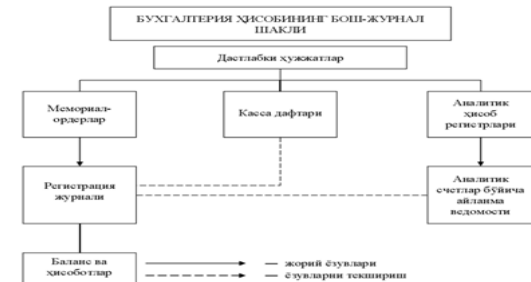 БУХГАЛТЕРИЯ ҲИСОБИНИНГ БОШ-ЖУРНАЛ
ШАКЛИ
Дастлабки ҳужжатлар
Мемориал-
ордерлар
Касса дафтари
Аналитик
ҳисоб
регистрлари
Регистрация
журнали
Аналитик
счетлар бўйича
айланма
ведомости
Баланс ва
ҳисоботлар
— жорий ёзувлари
— ёзувларни текшириш